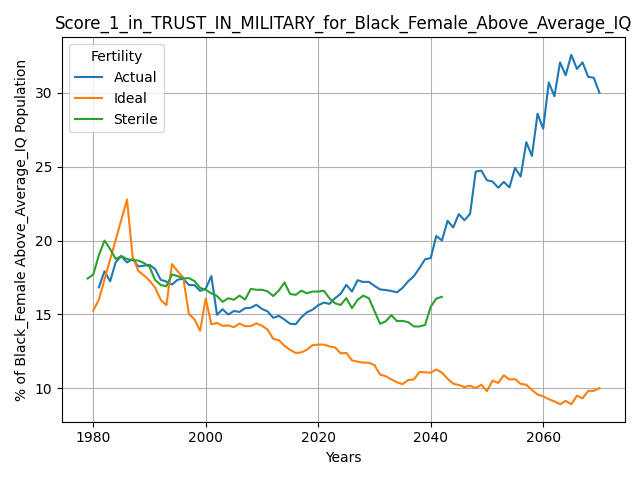 Score_1_in_TRUST_IN_MILITARY_for_Black_Female_Above_Average_IQ
% of Black_Female Above_Average_IQ Population
30
25
20
15
10
Fertility
Actual
Ideal
Sterile
1980
2000
2020
2040
2060
Years